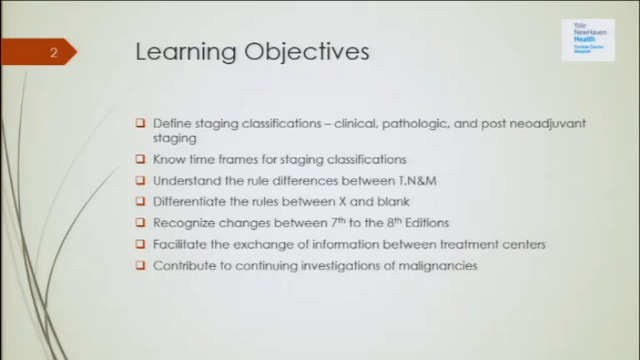 2
Learning Objectives
Yale
NewHaven
Health
Smilow Cancer
Hospital
Define staging classifications – clinical, pathologic, and post neoadjuvant
staging
Know time frames for staging classifications
Understand the rule differences between T,N&M
Differentiate the rules between X and blank
Recognize changes between 7th to the 8th Editions
Facilitate the exchange of information between treatment centers
Contribute to continuing investigations of malignancies